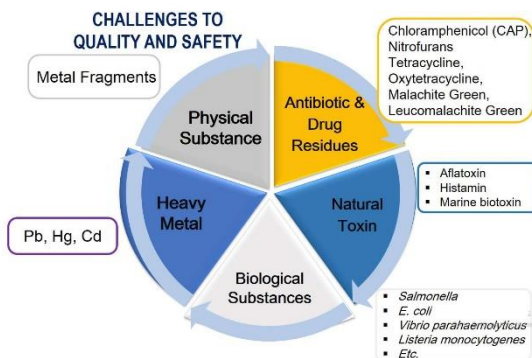 CHALLENGES TO
QUALITY AND SAFETY
Metal Fragments
Chloramphenicol (CAP),
Nitrofurans
Tetracycline,
Oxytetracycline,
Malachite Green,
Leucomalachite Green
Physical
Substance
Antibiotic &
Drug
Residues
Heavy
Metal
Natural
Toxin
▪ Aflatoxin
▪ Histamin
▪ Marine biotoxin
Pb, Hg, Cd
Biological
Substances
▪ Salmonella
▪ E. coli
▪ Vibrio parahaemolyticus
▪ Listeria monocytogenes
▪ Etc.